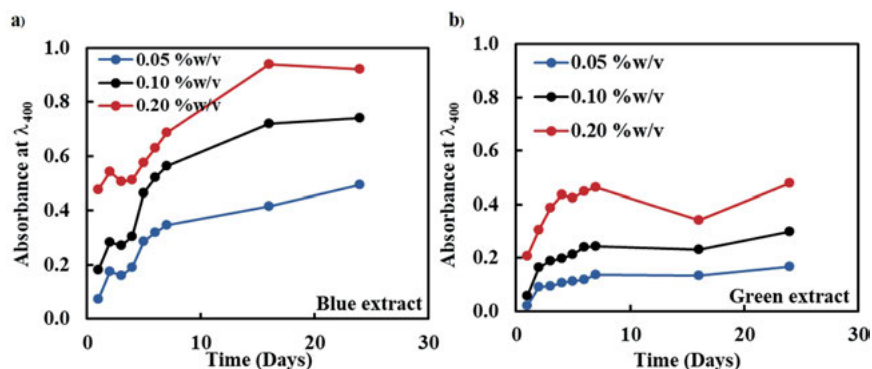 a)
1.0
0.8
0.6
0.4
0.2
0.0
Absorbance at λ400
0.05 %w/v
0.10 %w/v
0.20 %w/v
Blue extract
0
10
20
30
Time (Days)
b)
1.0
0.8
0.6
0.4
0.2
0.0
Absorbance at λ400
0.05 %w/v
0.10 %w/v
0.20 %w/v
Green extract
0
10
20
30
Time (Days)